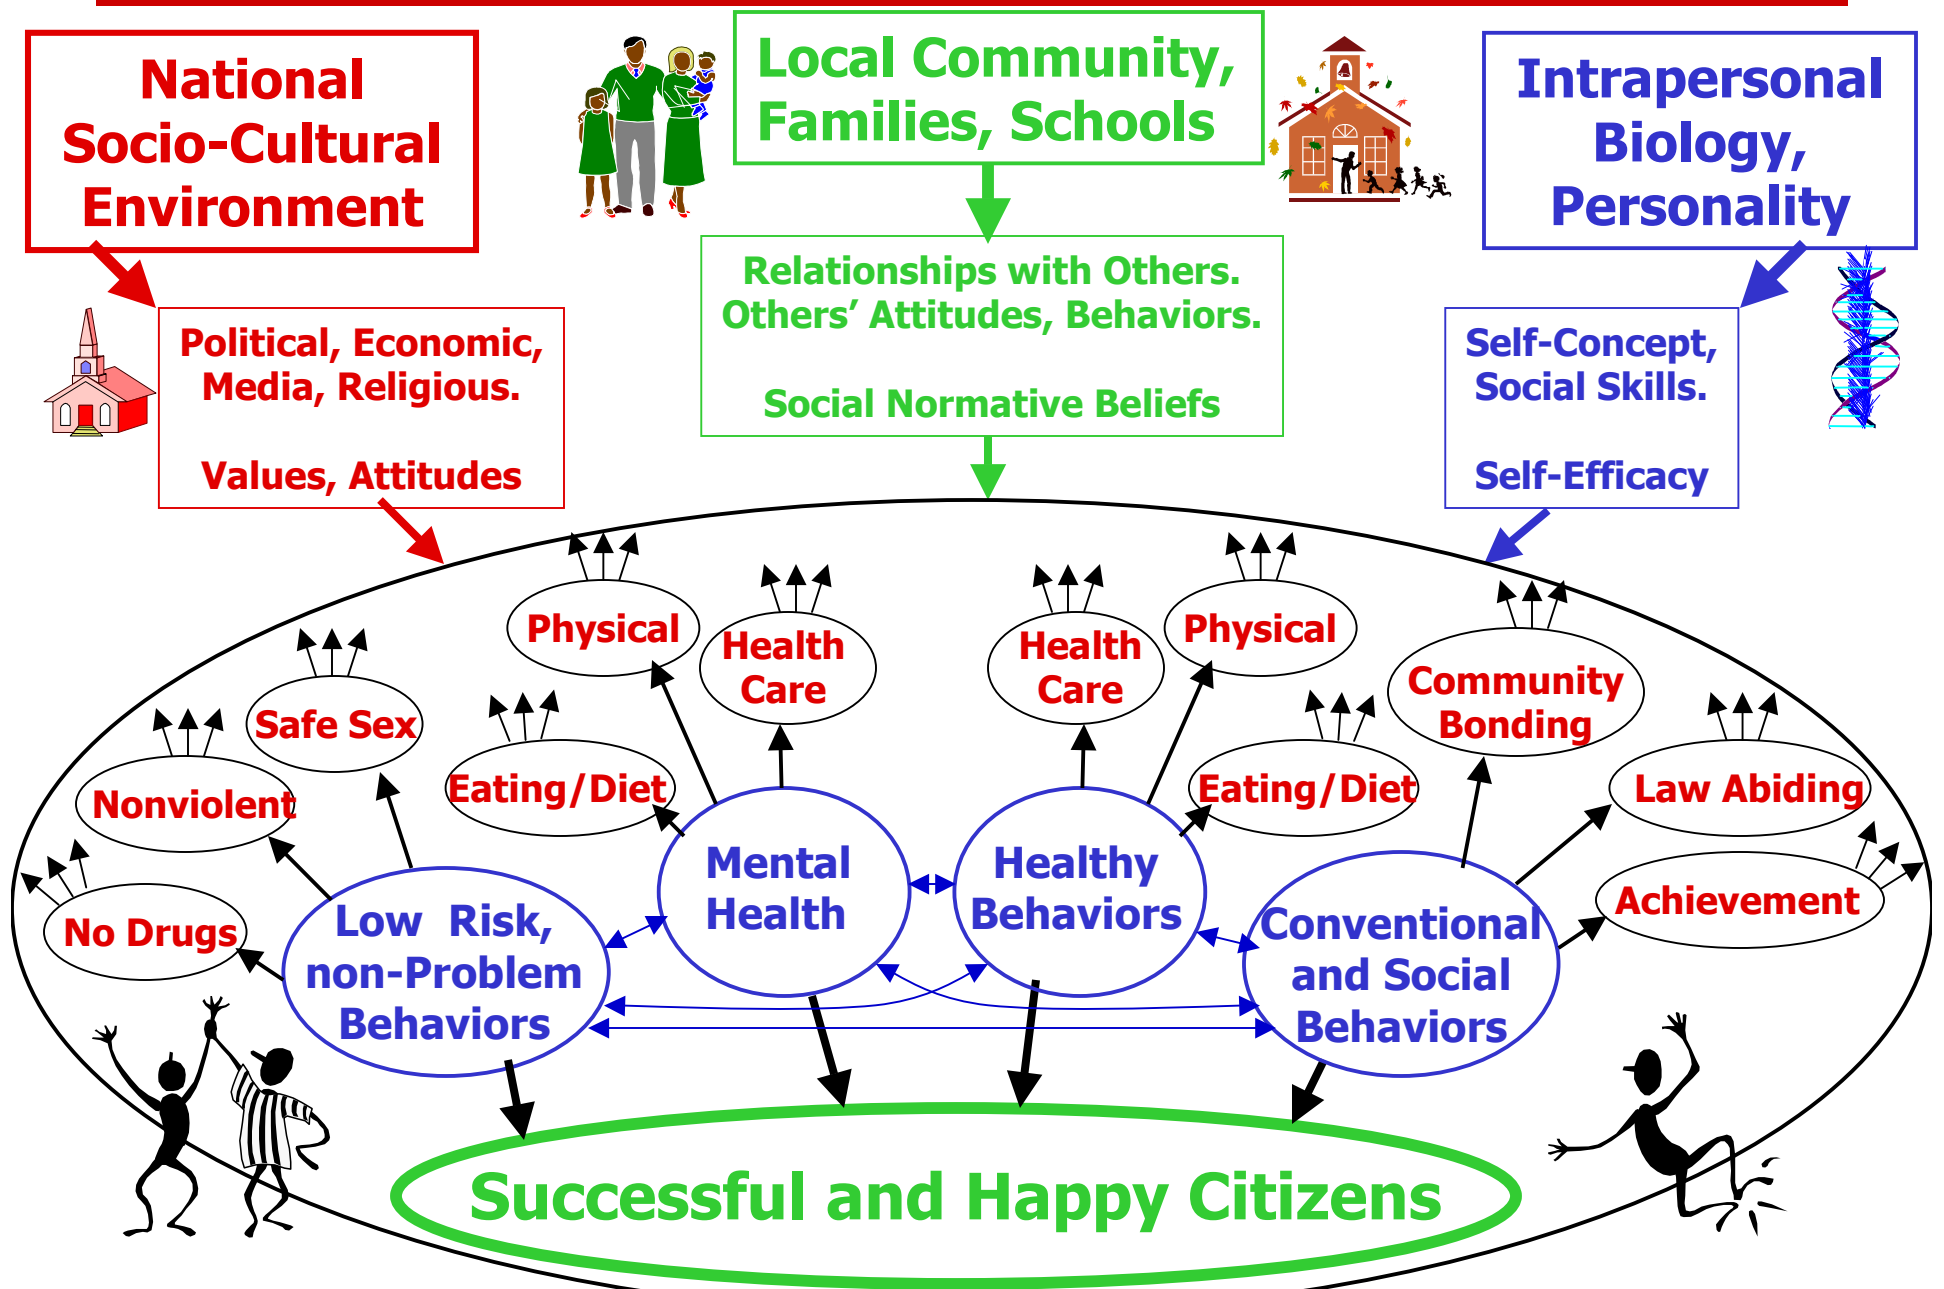 National
Socio-Cultural
Environment
Local Community,
Families, Schools
Intrapersonal
Biology,
Personality
Political, Economic,
Media, Religious.
Values, Attitudes
Relationships with Others.
Others’ Attitudes, Behaviors.
Social Normative Beliefs
Self-Concept,
Social Skills.
Self-Efficacy
Physical
Health
Care
Health
Care
Physical
Safe Sex
Community
Bonding
Nonviolent
Eating/Diet
Eating/Diet
Law Abiding
No Drugs
Achievement
Low  Risk,
non-Problem
Behaviors
Mental
Health
Healthy
Behaviors
Conventional
and Social
Behaviors
Successful and Happy Citizens